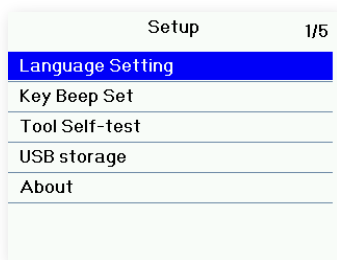 Setup
1/5
Language Setting
Key Beep Set
Tool Self-test
USB storage
About